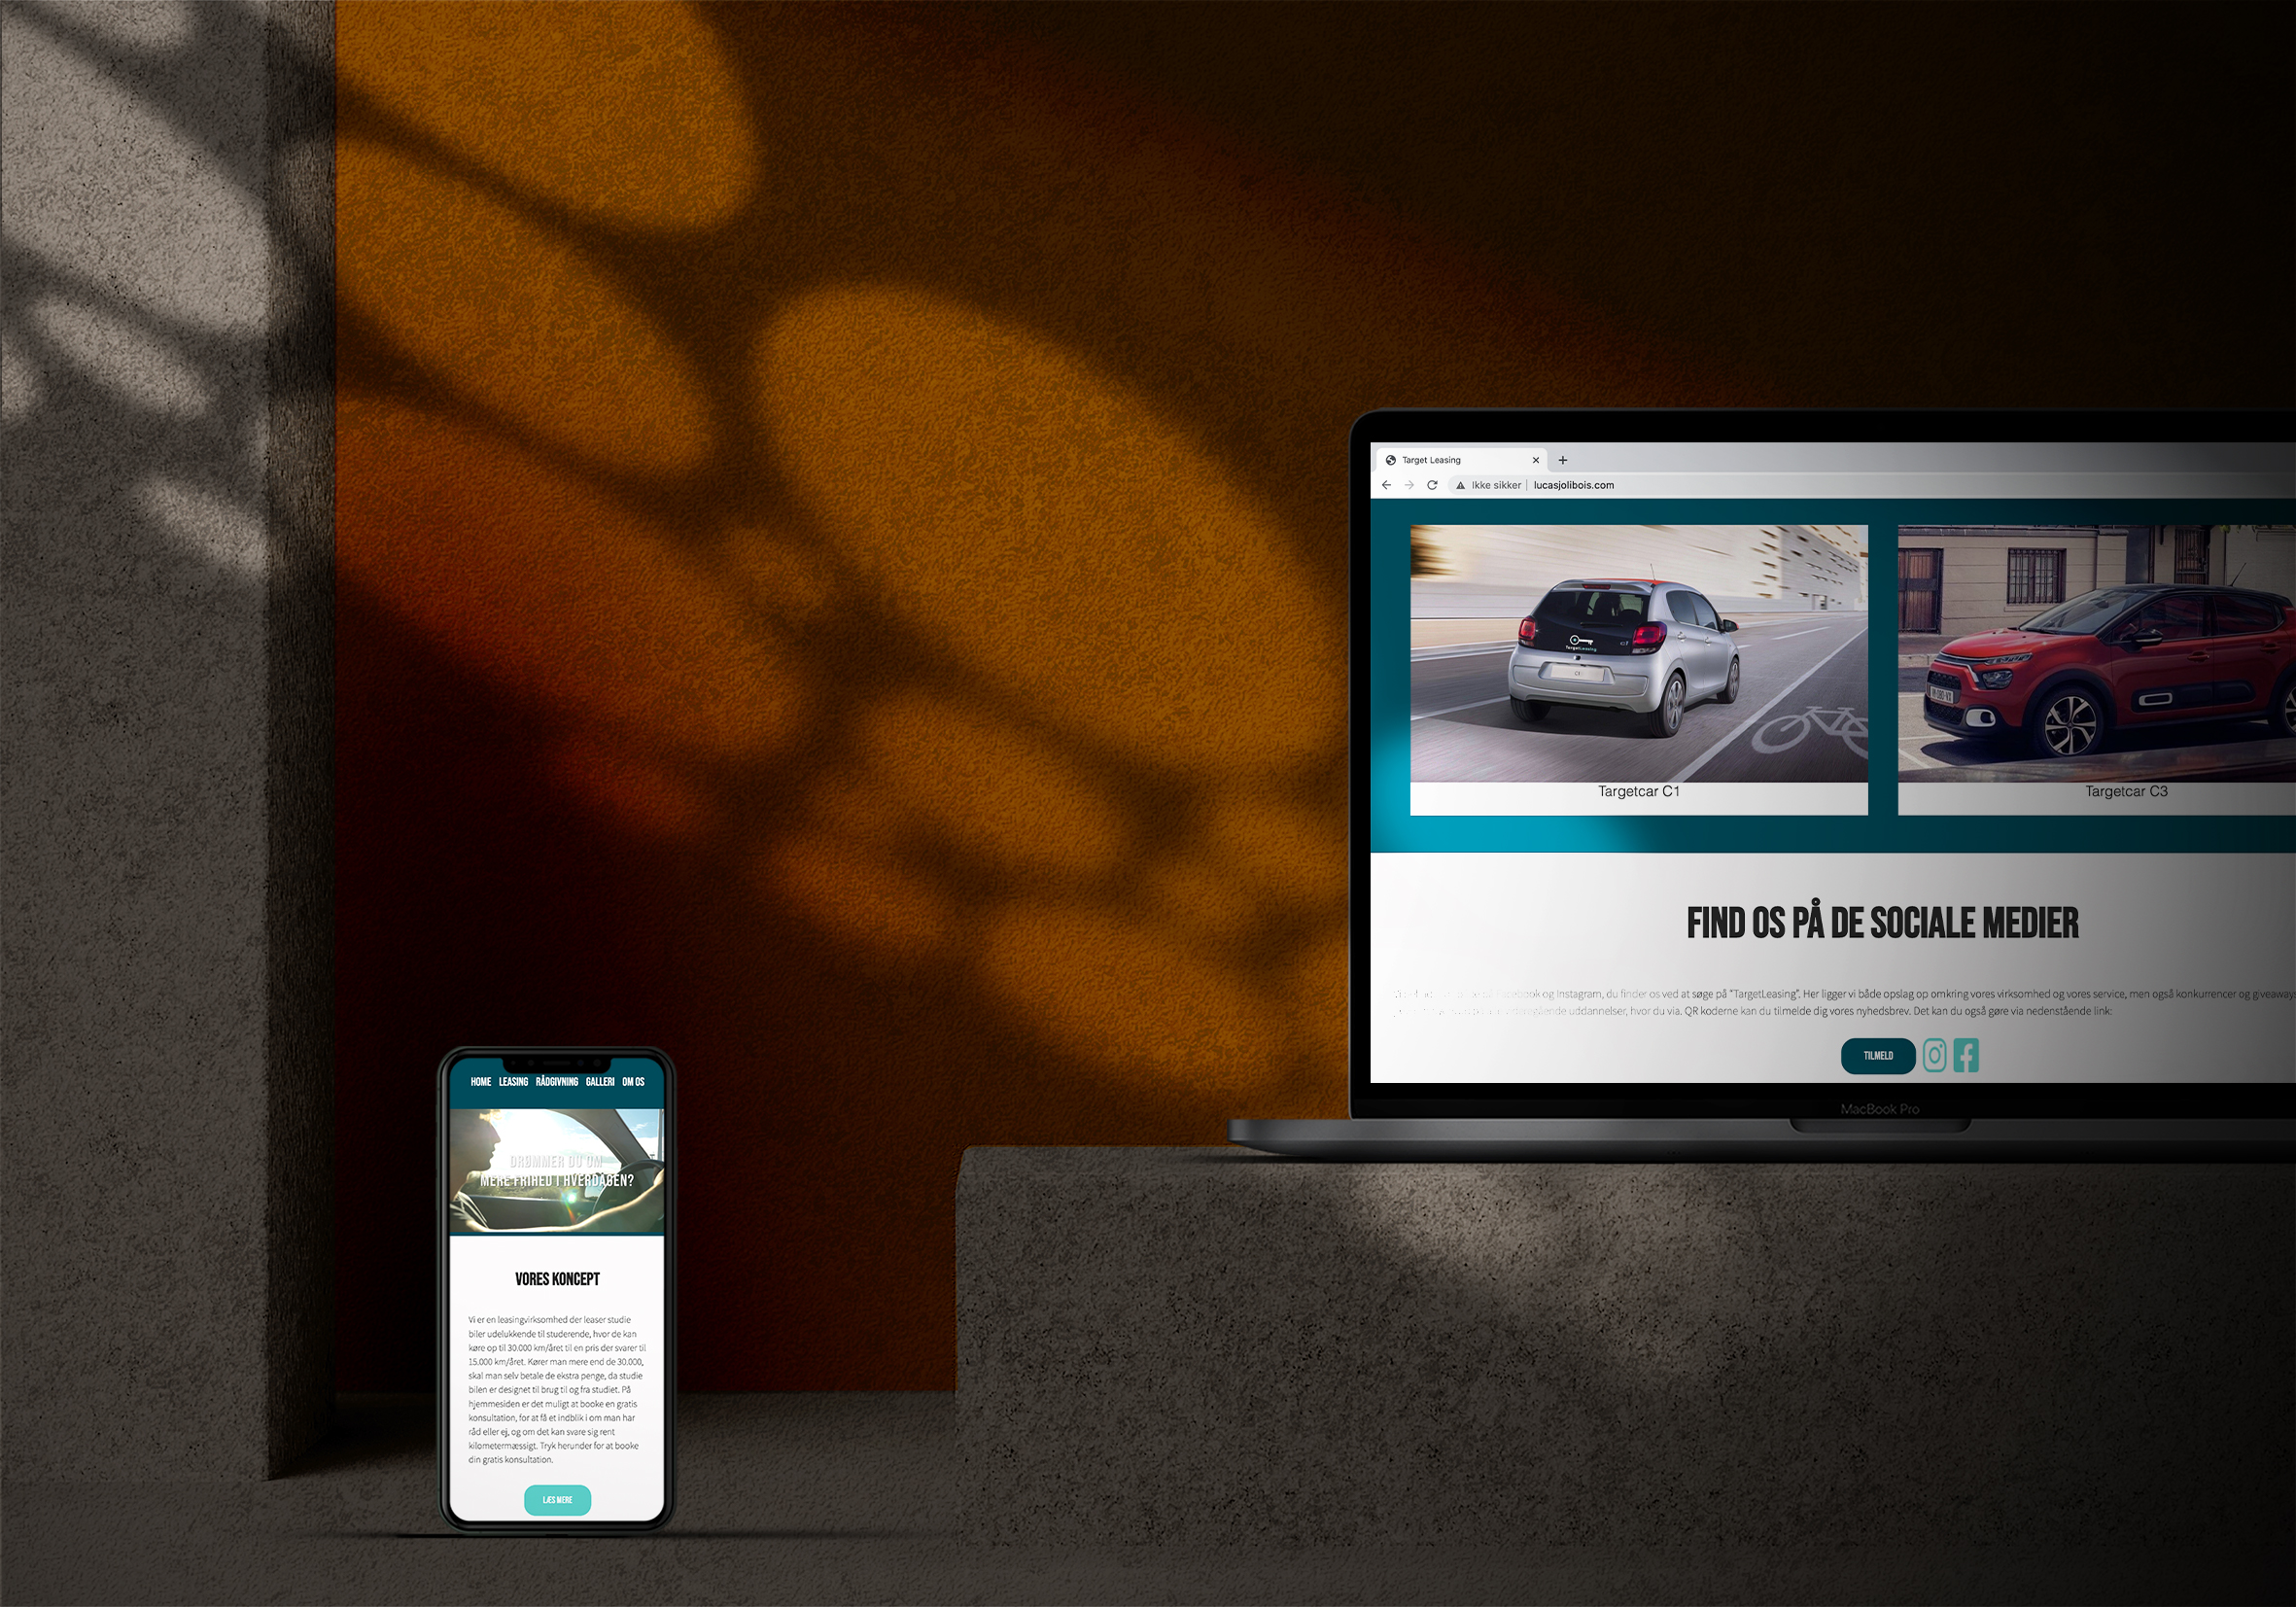 Target Leasing
Ikke sikker | lucasjolibois.com
TargetLeasing
C1
Targetcar C1
Targetcar C3
FIND OS PÅ DE SOCIALE MEDIER
og Instagram, du finder os ved at søge på "TargetLeasing". Her ligger vi både opslag op omkring vores virksomhed og vores service, men også konkurrencer og giveaways
uddannelser, hvor du via. QR koderne kan du tilmelde dig vores nyhedsbrev. Det kan du også gøre via nedenstående link:
TILMELD
MacBook Pro
HOME LEASING RÅDGIVNING GALLERI OM OS
DRØMMER DU OM
MERE FRIHED I HVERDAGEN?
VORES KONCEPT
Vi er en leasingvirksomhed der leaser studie
biler udelukkende til studerende, hvor de kan
køre op til 30.000 km/året til en pris der svarer til
15.000 km/året. Kører man mere end de 30.000,
skal man selv betale de ekstra penge, da studie
bilen er designet til brug til og fra studiet. På
hjemmesiden er det muligt at booke en gratis
konsultation, for at få et indblik i om man har
råd eller ej, og om det kan svare sig rent
kilometermæssigt. Tryk herunder for at booke
din gratis konsultation.
LÆS MERE